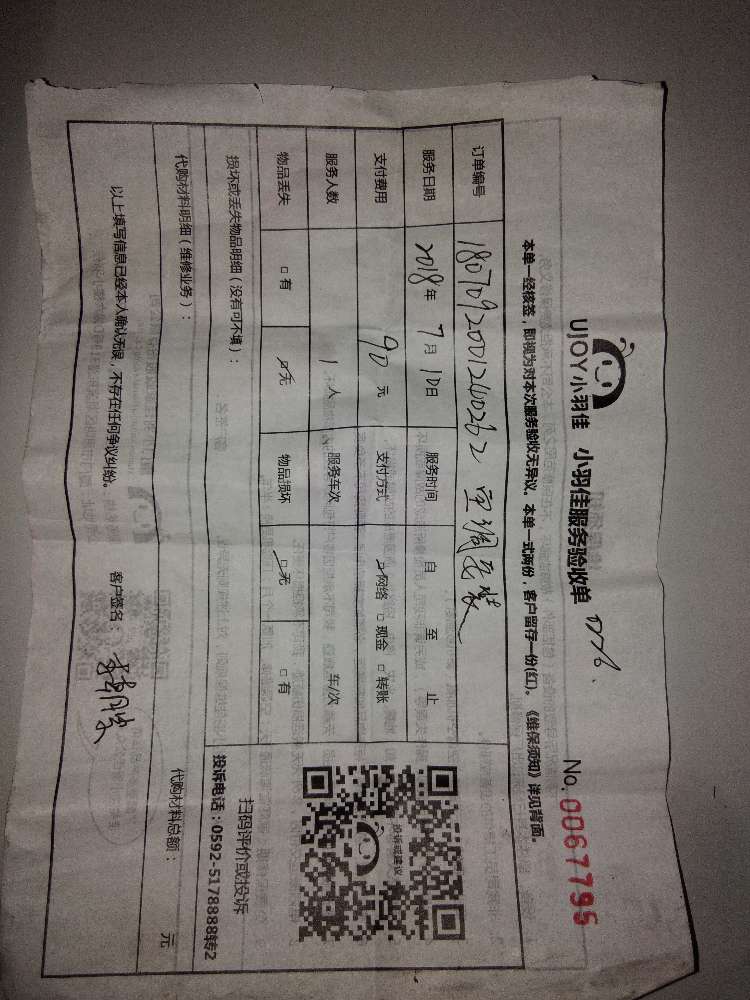 UJOY小羽佳 小羽佳服务验收单
No. 0067795
本单一经核签，即视为对本次服务验收无异议。本单一式两份，客户留存一份(红)。《维保须知》详见背面。
订单编号 180709200124002622
服务日期 2018年7月10日 服务时间 自 至 止
支付费用 90元 支付方式 ☑网络 □现金 □转账
服务人数 1人 服务车次 车/次
物品丢失 □有 ☑无 物品损坏 ☑无 □有
投诉或建议
扫码评价或投诉
投诉电话：0592-5178888转2
损坏或丢失物品明细（没有可不填）：
代购材料明细（维修业务）： 代购材料总额： 元
以上填写信息已经本人确认无误，不存在任何争议纠纷。 客户签名：